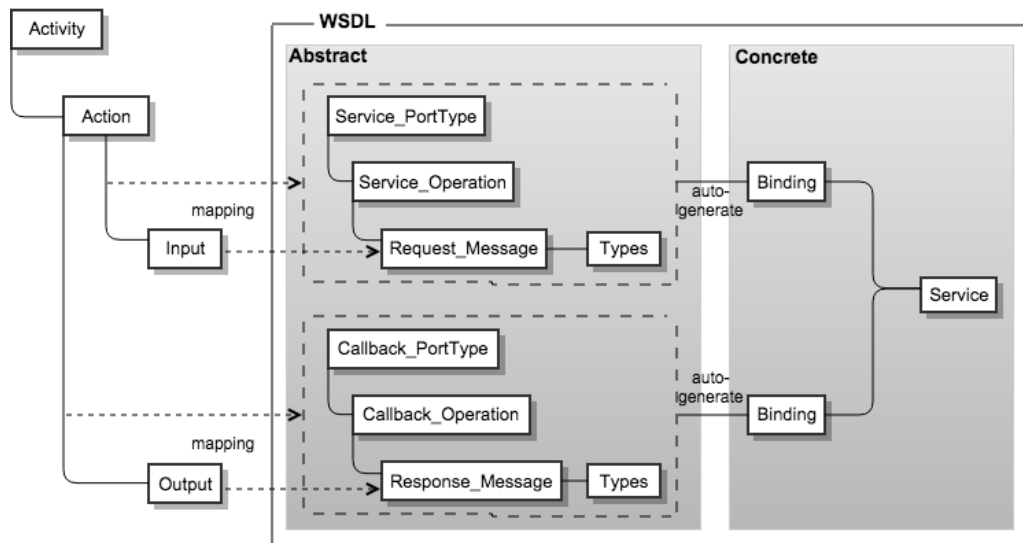 WSDL
Activity
Abstract
Concrete
Action
Service_PortType
Service_Operation
Binding
auto-
generate
mapping
Input
Request_Message
Types
Service
Callback_PortType
auto-
generate
Callback_Operation
Binding
mapping
Output
Response_Message
Types